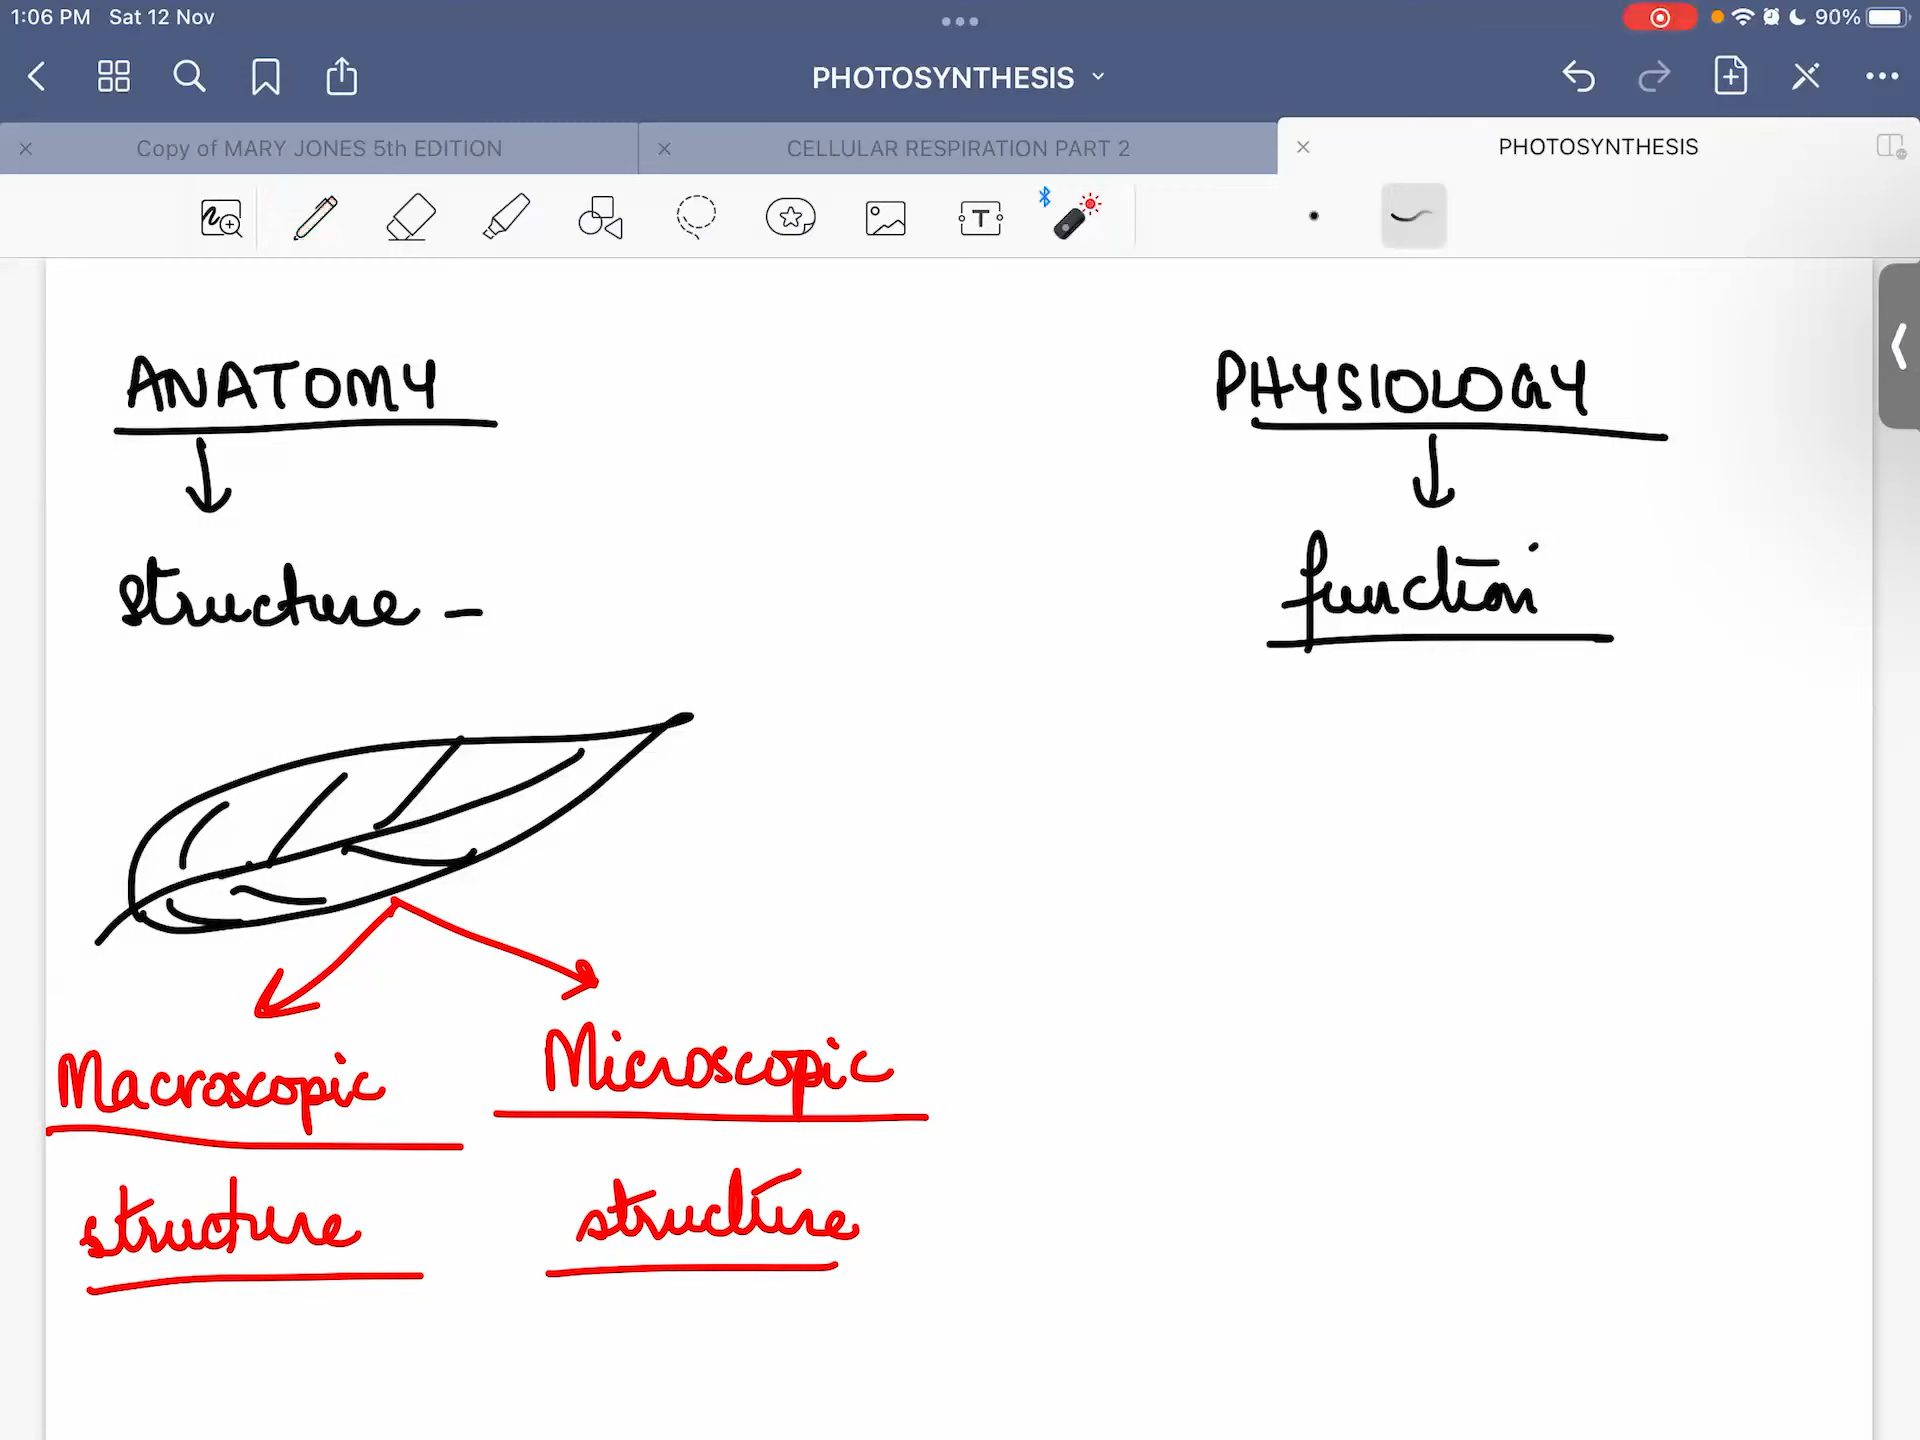 1:06 PM Sat 12 Nov
90%
PHOTOSYNTHESIS
Copy of MARY JONES 5th EDITION
CELLULAR RESPIRATION PART 2
PHOTOSYNTHESIS
T
ANATOMY
PHYSIOLOGY
structure -
function
Macroscopic
Microscopic
structure
structure